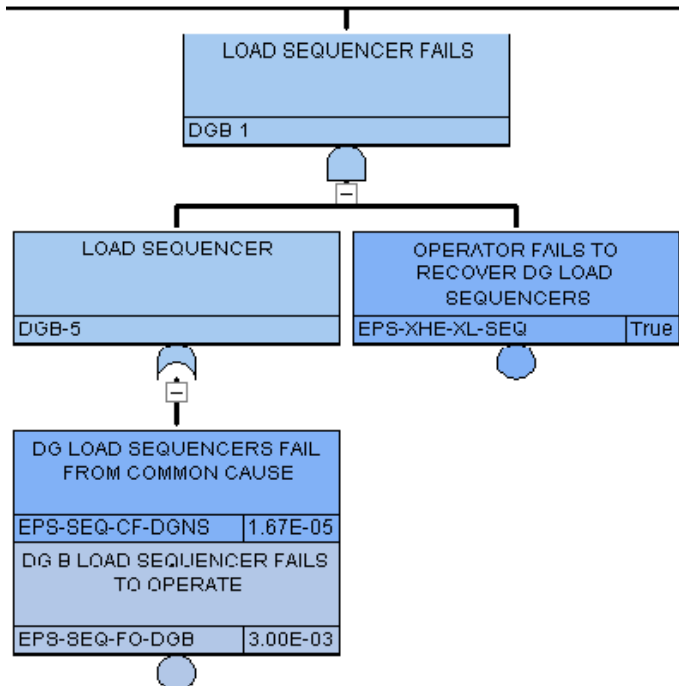 LOAD SEQUENCER FAILS
DGB 1
LOAD SEQUENCER
DGB-5
OPERATOR FAILS TO
RECOVER DG LOAD
SEQUENCERS
EPS-XHE-XL-SEQ True
DG LOAD SEQUENCERS FAIL
FROM COMMON CAUSE
EPS-SEQ-CF-DGNS 1.67E-05
DG B LOAD SEQUENCER FAILS
TO OPERATE
EPS-SEQ-FO-DGB 3.00E-03